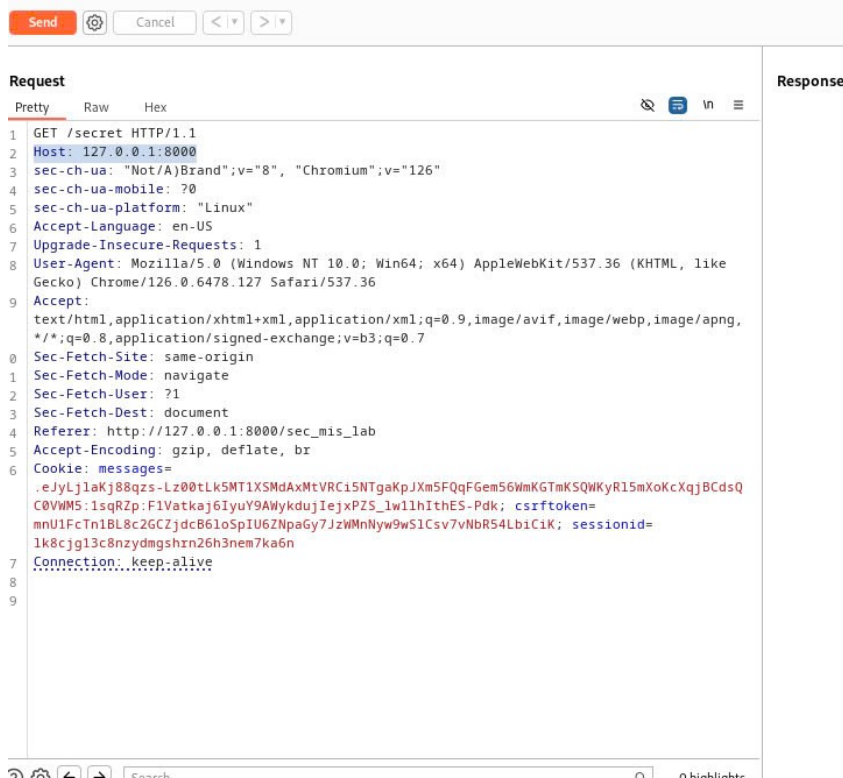 Send Cancel < >
Request
Response
Pretty Raw Hex \n
1 GET /secret HTTP/1.1
2 Host: 127.0.0.1:8000
3 sec-ch-ua: "Not/A)Brand";v="8", "Chromium";v="126"
4 sec-ch-ua-mobile: ?0
5 sec-ch-ua-platform: "Linux"
6 Accept-Language: en-US
7 Upgrade-Insecure-Requests: 1
8 User-Agent: Mozilla/5.0 (Windows NT 10.0; Win64; x64) AppleWebKit/537.36 (KHTML, like
Gecko) Chrome/126.0.6478.127 Safari/537.36
9 Accept:
text/html,application/xhtml+xml,application/xml;q=0.9,image/avif,image/webp,image/apng,
*/*;q=0.8,application/signed-exchange;v=b3;q=0.7
0 Sec-Fetch-Site: same-origin
1 Sec-Fetch-Mode: navigate
2 Sec-Fetch-User: ?1
3 Sec-Fetch-Dest: document
4 Referer: http://127.0.0.1:8000/sec_mis_lab
5 Accept-Encoding: gzip, deflate, br
6 Cookie: messages=
.eJyLjlaKj88qzs-Lz00tLk5MT1XSMdAxMtVRCi5NTgaKpJXm5FQqFGem56WmKGTmKSQWKyRl5mXoKcXqjBCdsQ
C0VWM5:1sqRZp:F1Vatkaj6IyuY9AWykdujIejxPZS_lw1lhIthES-Pdk; csrftoken=
mnU1FcTn1BL8c2GCZjdcB6loSpIU6ZNpaGy7JzWMnNyw9wSlCsv7vNbR54LbiCiK; sessionid=
lk8cjg13c8nzydmgshrn26h3nem7ka6n
7 Connection: keep-alive
8
9
Search
0 highlights